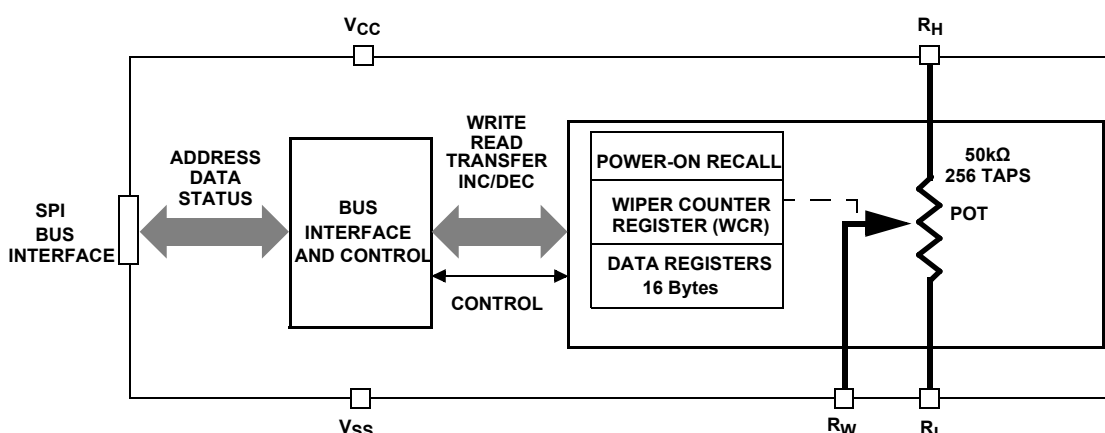 VCC
RH
ADDRESS
DATA
STATUS
SPI
BUS
INTERFACE
BUS
INTERFACE
AND CONTROL
WRITE
READ
TRANSFER
INC/DEC
CONTROL
POWER-ON RECALL
WIPER COUNTER
REGISTER (WCR)
DATA REGISTERS
16 Bytes
50kΩ
256 TAPS
POT
VSS
RW
RL